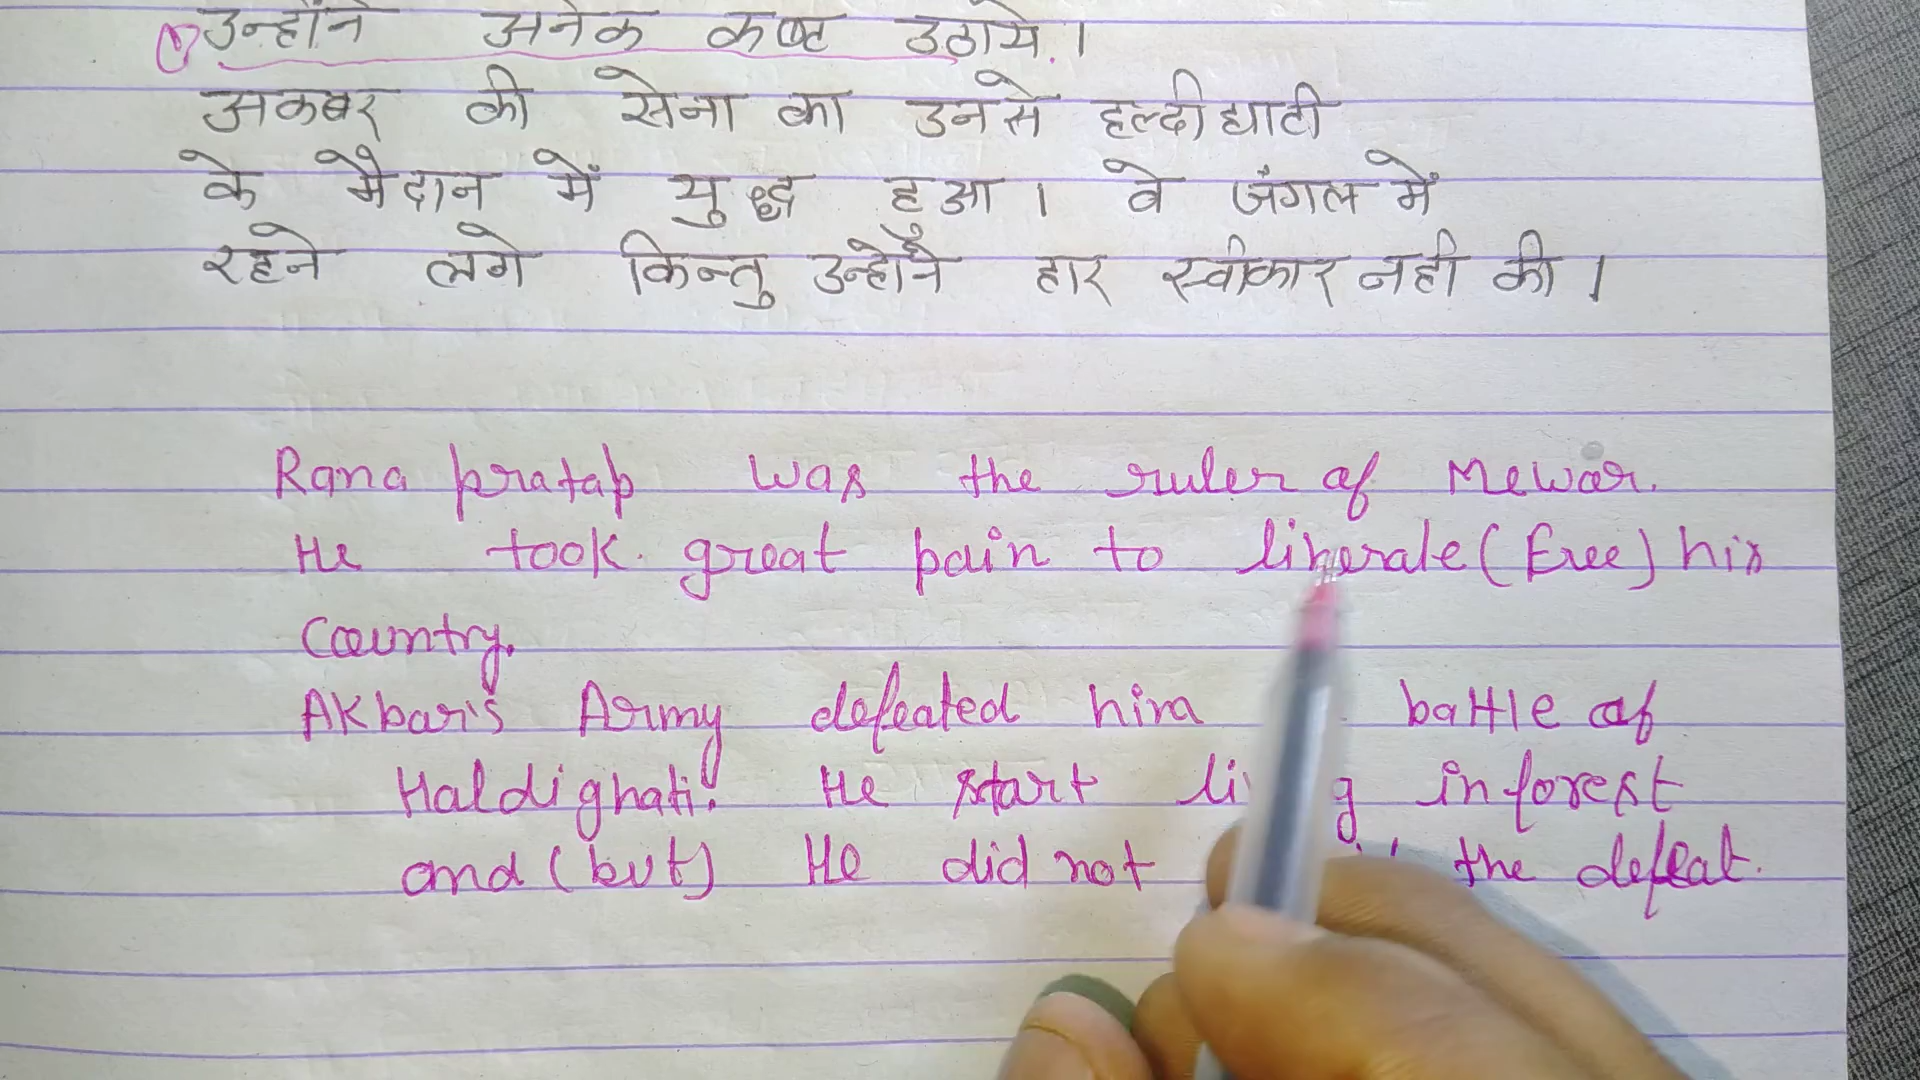 उन्होंने अनेक कष्ट उठाये।
अकबर की सेना का उनसे हल्दीघाटी
के मैदान में युद्ध हुआ। वे जंगल में
रहने लगे किन्तु उन्होंने हार स्वीकार नही की।
Rana pratap was the ruler of Mewar.
He took great pain to liberate (Free) his
Country.
Akbar's Army defeated him battle of
Haldighati. He start in forest
and (but) He did not the defeat.